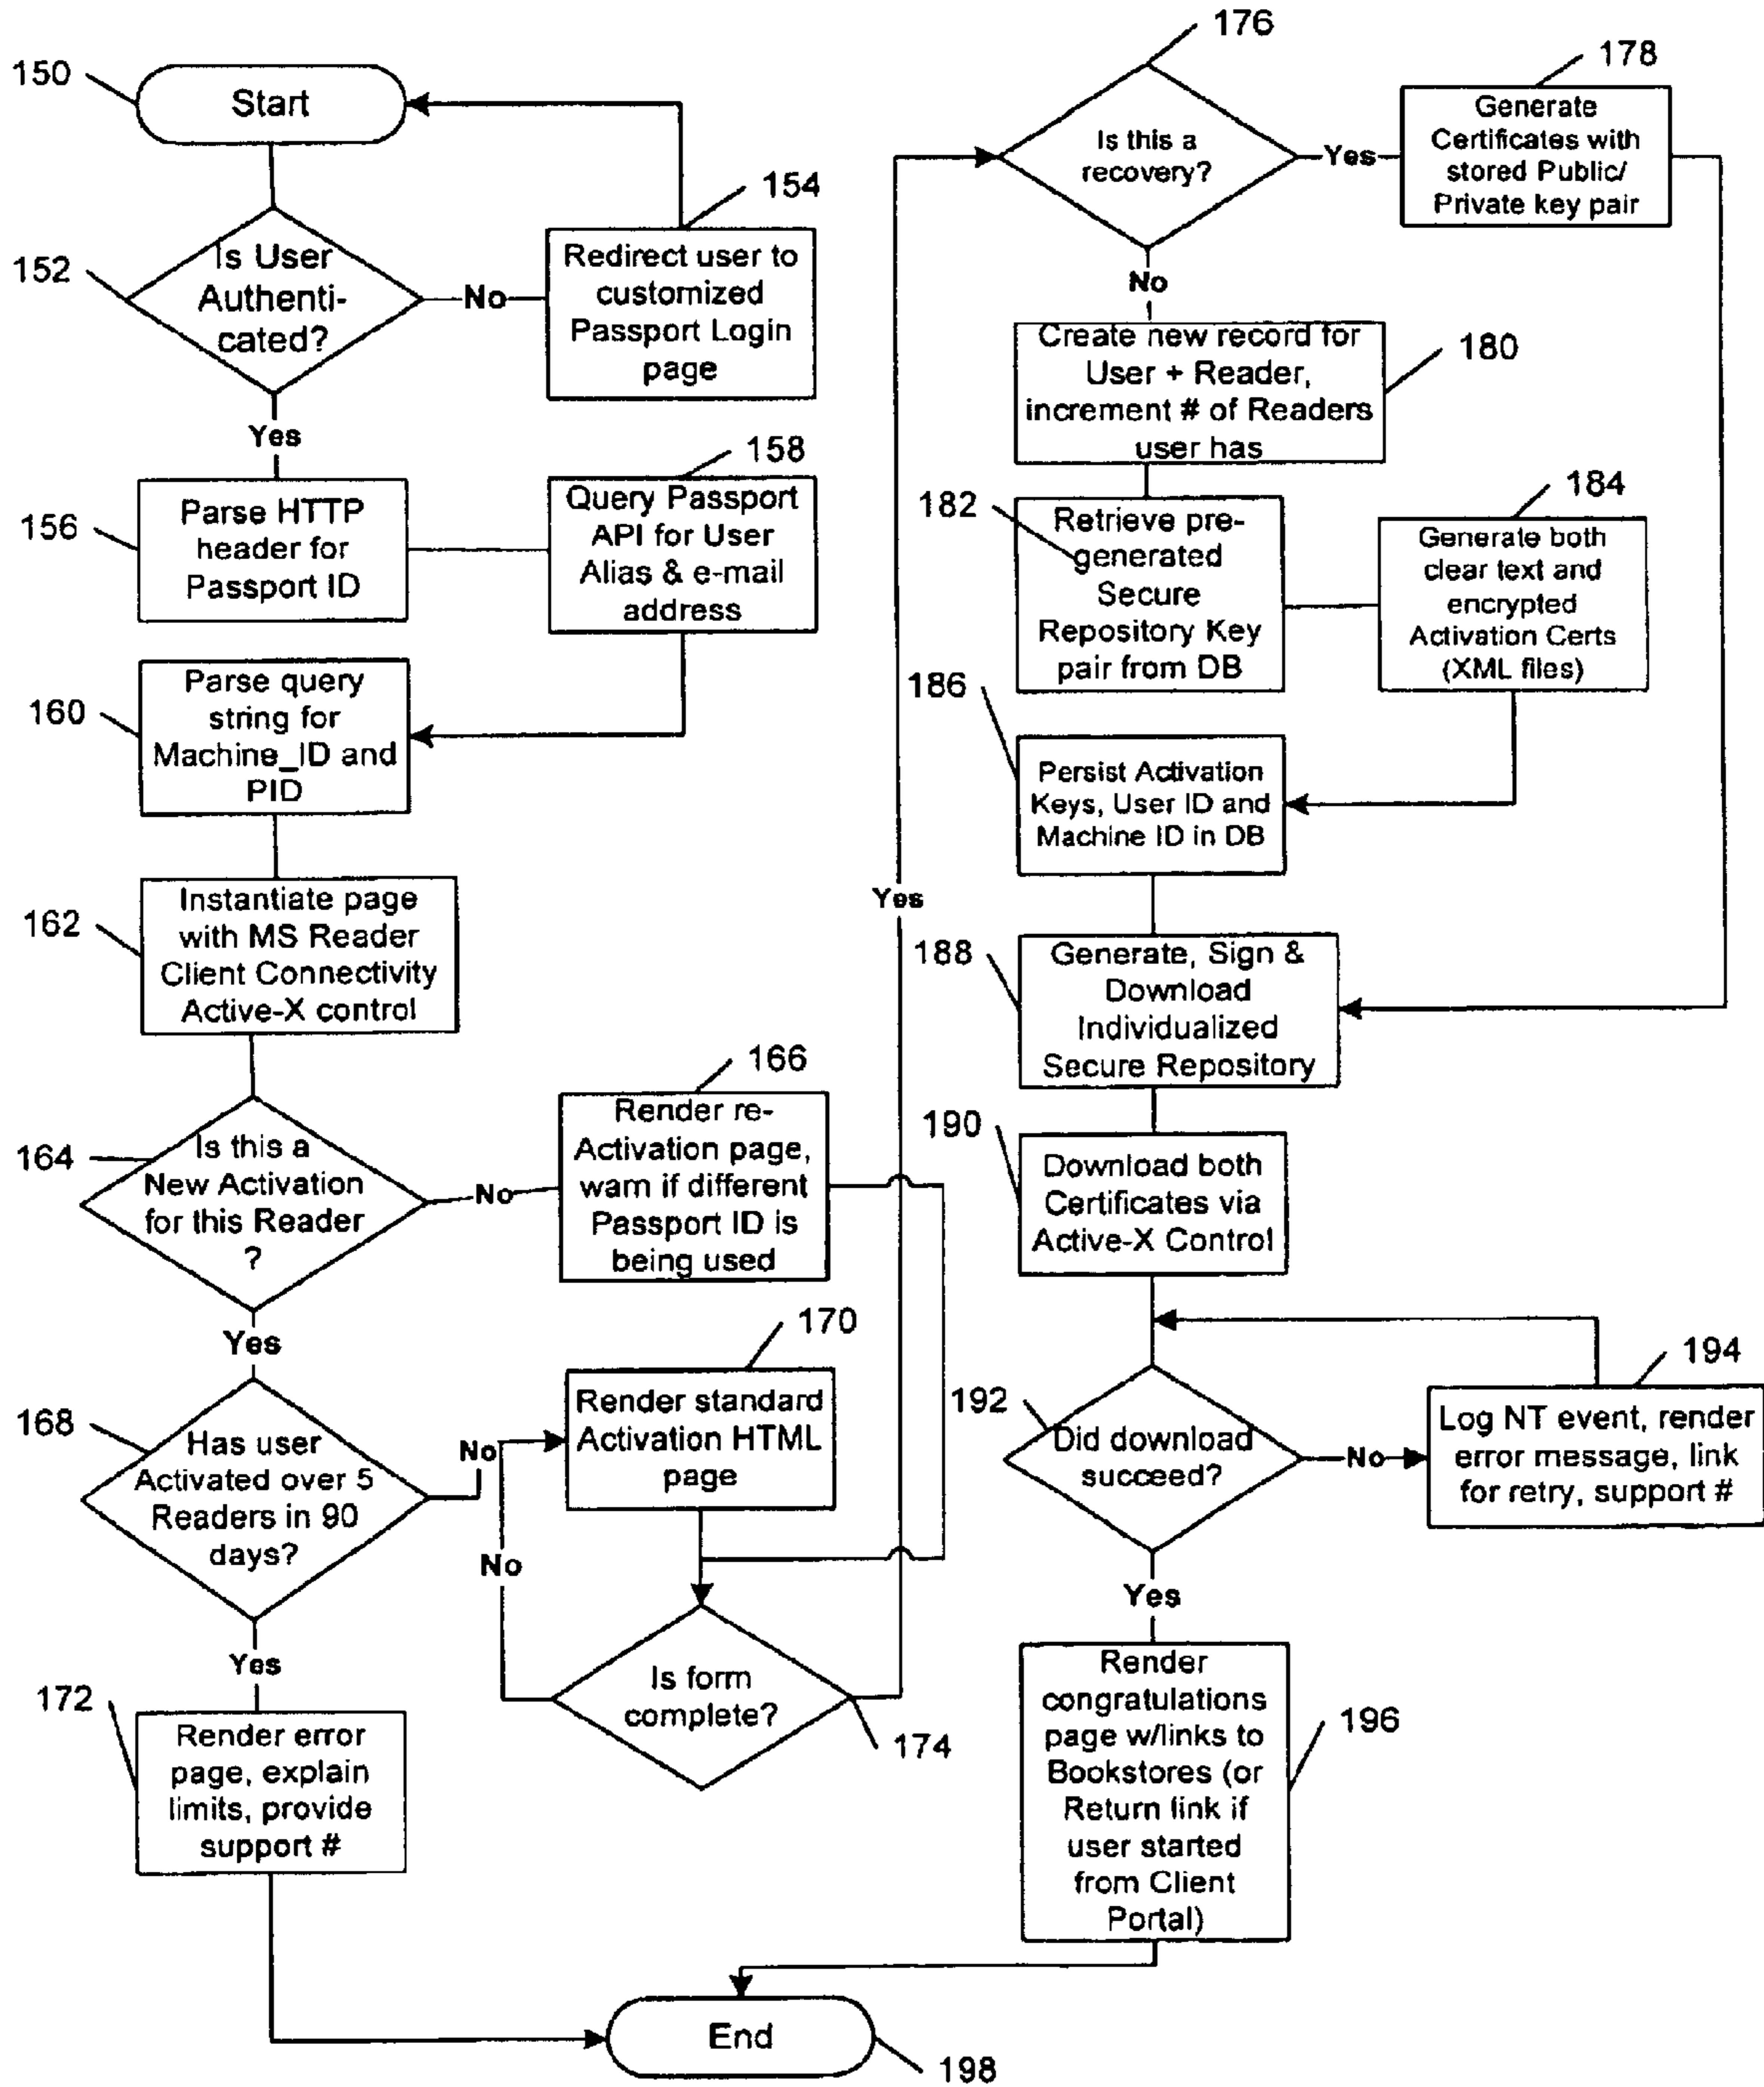 150
Start
152
Is User
Authenti-
cated?
No
154
Redirect user to
customized
Passport Login
page
Yes
156
Parse HTTP
header for
Passport ID
158
Query Passport
API for User
Alias & e-mail
address
160
Parse query
string for
Machine_ID and
PID
162
Instantiate page
with MS Reader
Client Connectivity
Active-X control
164
Is this a
New Activation
for this Reader
?
No
166
Render re-
Activation page,
warn if different
Passport ID is
being used
Yes
168
Has user
Activated over 5
Readers in 90
days?
No
170
Render standard
Activation HTML
page
No
Yes
172
Render error
page, explain
limits, provide
support #
Is form
complete?
174
Yes
176
Is this a
recovery?
Yes
178
Generate
Certificates with
stored Public/
Private key pair
No
180
Create new record for
User + Reader,
increment # of Readers
user has
182
Retrieve pre-
generated
Secure
Repository Key
pair from DB
184
Generate both
clear text and
encrypted
Activation Certs
(XML files)
186
Persist Activation
Keys, User ID and
Machine ID in DB
188
Generate, Sign &
Download
Individualized
Secure Repository
190
Download both
Certificates via
Active-X Control
192
Did download
succeed?
No
194
Log NT event, render
error message, link
for retry, support #
Yes
196
Render
congratulations
page w/links to
Bookstores (or
Return link if
user started
from Client
Portal)
End
198